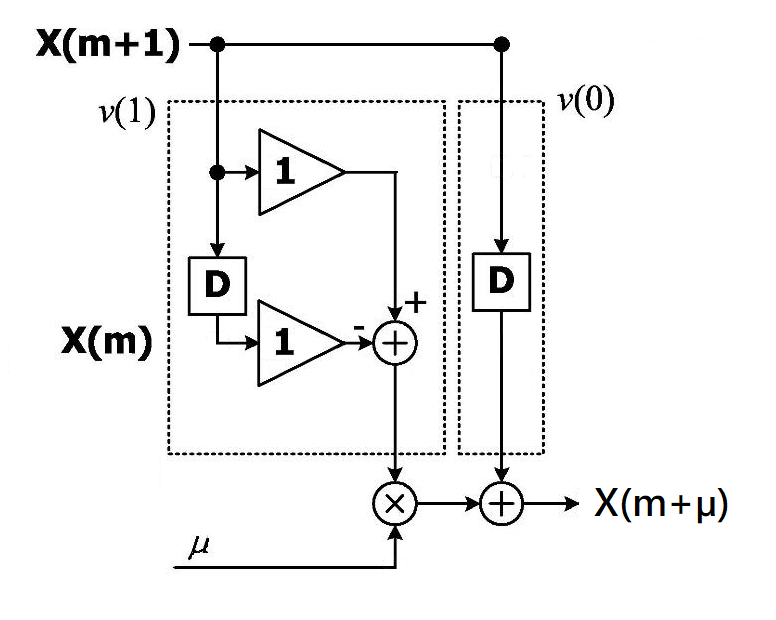 X(m+1)
v(1)
v(0)
1
D
D
+
X(m)
1
-
+
×
+
X(m+μ)
μ